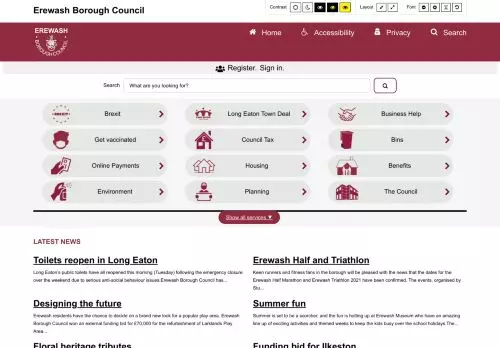 Erewash Borough Council
Contrast
Layout
Font
EREWASH
BOROUGH COUNCIL
Home
Accessibility
Privacy
Search
Register. Sign in.
Search
What are you looking for?
Brexit
Long Eaton Town Deal
Business Help
Get vaccinated
Council Tax
Bins
Online Payments
Housing
Benefits
Environment
Planning
The Council
Show all services ▼
LATEST NEWS
Toilets reopen in Long Eaton
Long Eaton's public toilets have all reopened this morning (Tuesday) following the emergency closure
over the weekend due to serious anti-social behaviour issues.Erewash Borough Council has...
Erewash Half and Triathlon
Keen runners and fitness fans in the borough will be pleased with the news that the dates for the
Erewash Half Marathon and Erewash Triathlon 2021 have been confirmed. The events, organised by
Stu...
Designing the future
Erewash residents have the chance to decide on a brand new look for a popular play area. Erewash
Borough Council won an external funding bid for £70,000 for the refurbishment of Larklands Play
Area...
Summer fun
Summer is set to be a scorcher, and the fun is hotting up at Erewash Museum who have an amazing
line up of exciting activities and themed weeks to keep the kids busy over the school holidays.The...
Floral heritage tributes
Funding bid for Ilkeston